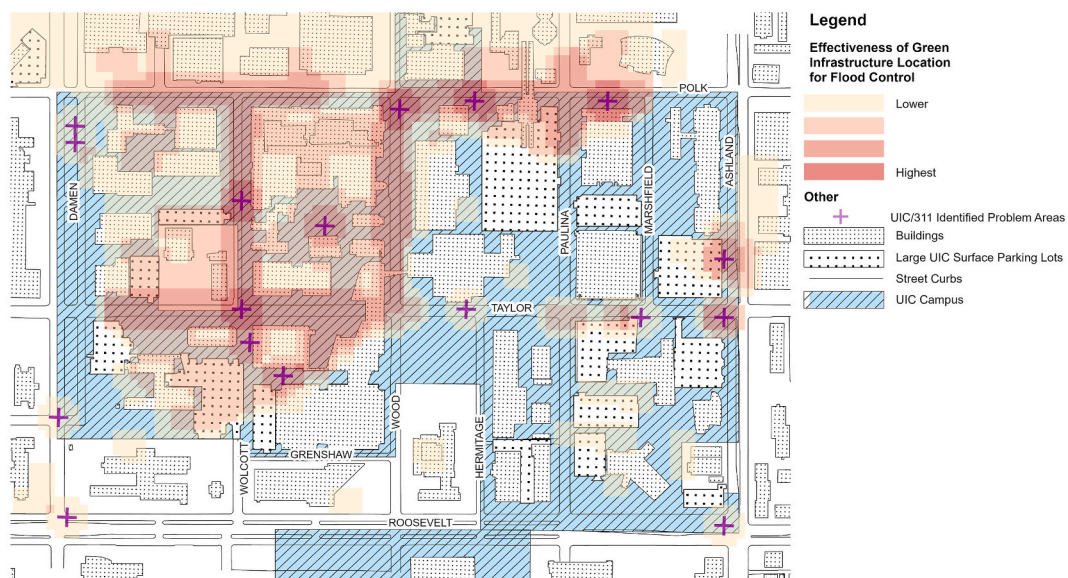 Legend
Effectiveness of Green
Infrastructure Location
for Flood Control
Lower
Highest
Other
UIC/311 Identified Problem Areas
Buildings
Large UIC Surface Parking Lots
Street Curbs
UIC Campus
POLK
DAMEN
ASHLAND
MARSHFIELD
PAULINA
TAYLOR
WOOD
HERMITAGE
WOLCOTT
GRENSHAW
ROOSEVELT